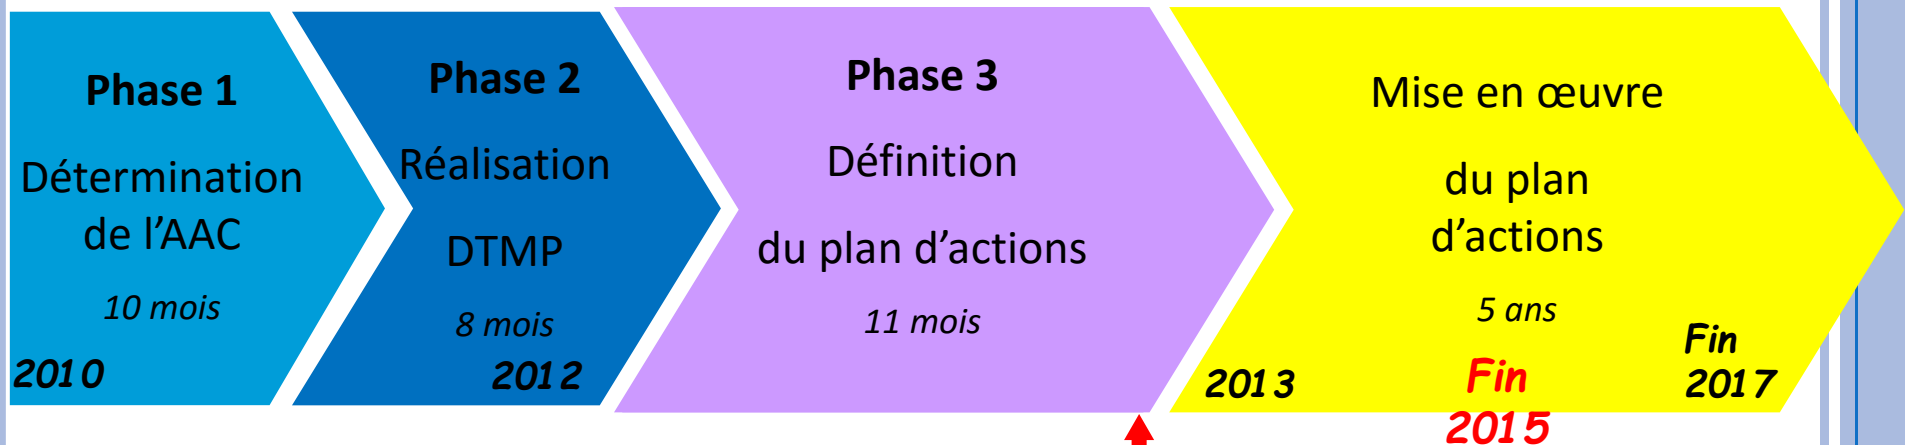 Phase 1
Détermination
de l’AAC
10 mois
2010
Phase 2
Réalisation
DTMP
8 mois
2012
Phase 3
Définition
du plan d’actions
11 mois
Mise en œuvre
du plan
d’actions
5 ans
2013
Fin
2015
Fin
2017